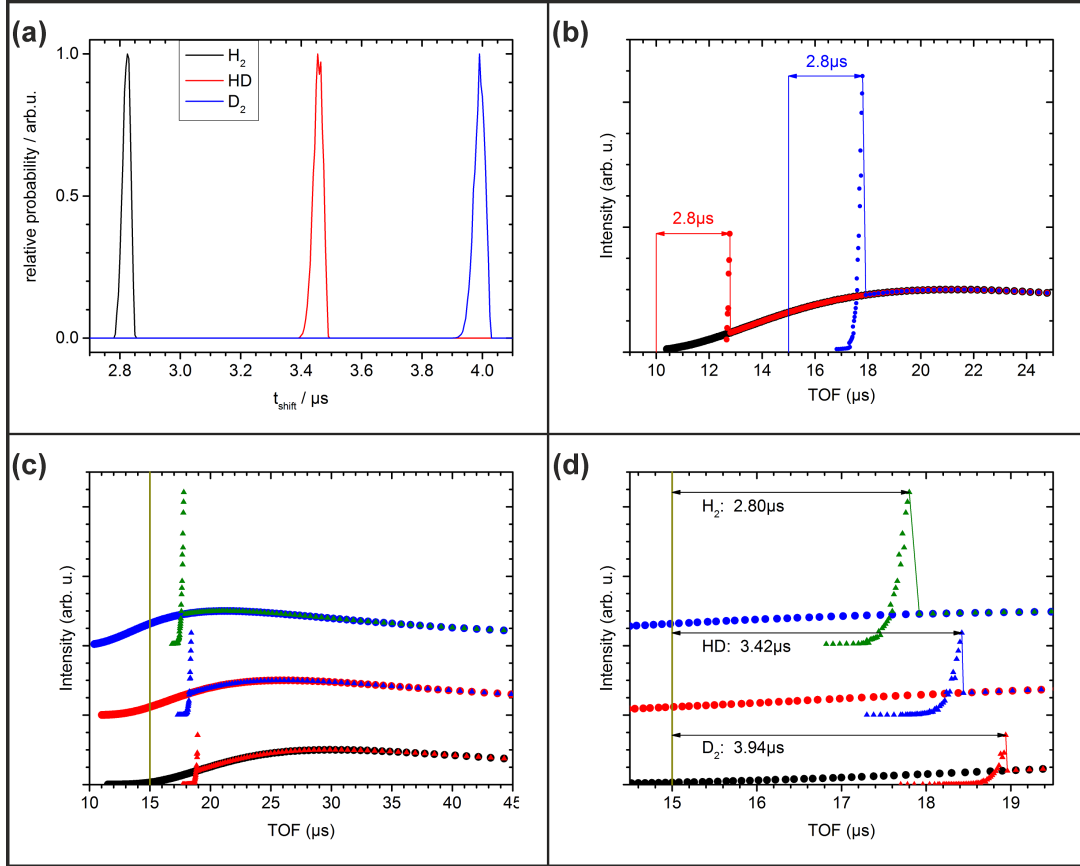 (a)
1.0
0.5
0.0
relative probability / arb.u.
H₂
HD
D₂
2.8 3.0 3.2 3.4 3.6 3.8 4.0
t_shift / µs
(b)
2.8µs
2.8µs
Intensity (arb. u.)
10 12 14 16 18 20 22 24
TOF (µs)
(c)
Intensity (arb. u.)
10 15 20 25 30 35 40 45
TOF (µs)
(d)
H₂: 2.80µs
HD: 3.42µs
D₂: 3.94µs
Intensity (arb. u.)
15 16 17 18 19
TOF (µs)